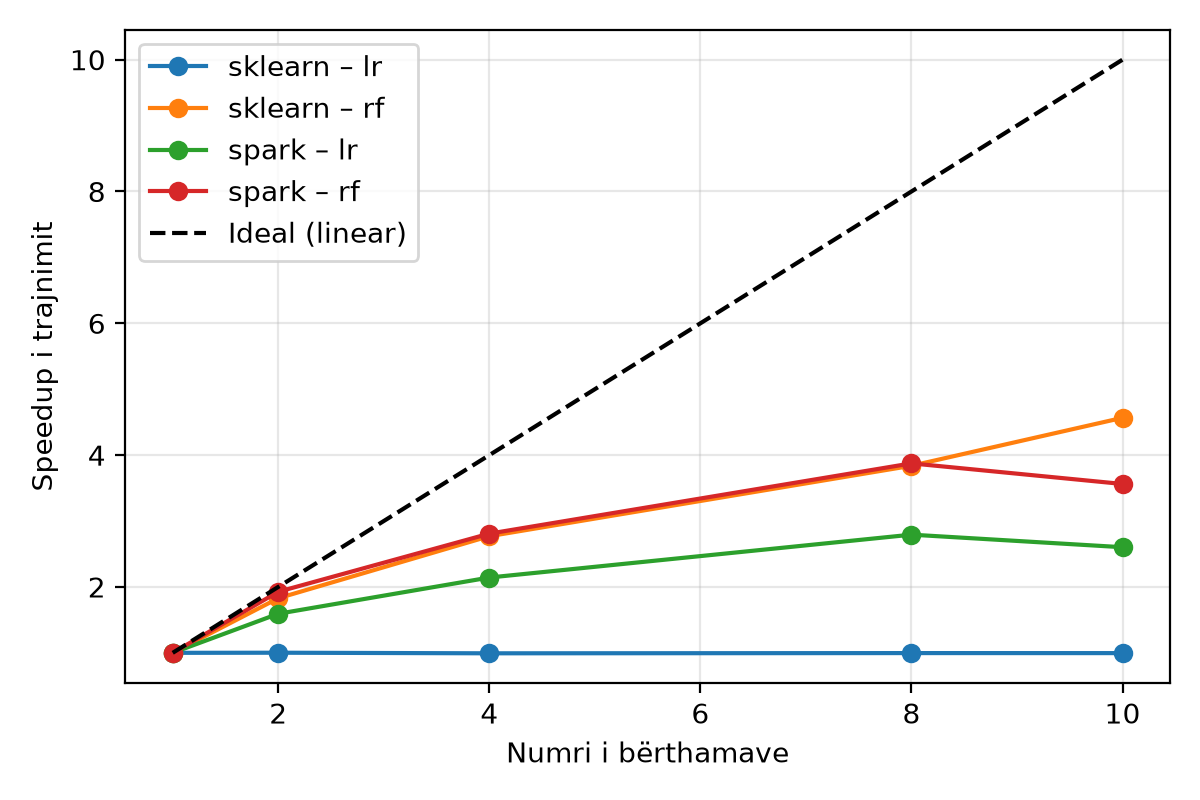 sklearn – lr
sklearn – rf
spark – lr
spark – rf
Ideal (linear)
Speedup i trajnimit
10
8
6
4
2
2 4 6 8 10
Numri i bërthamave